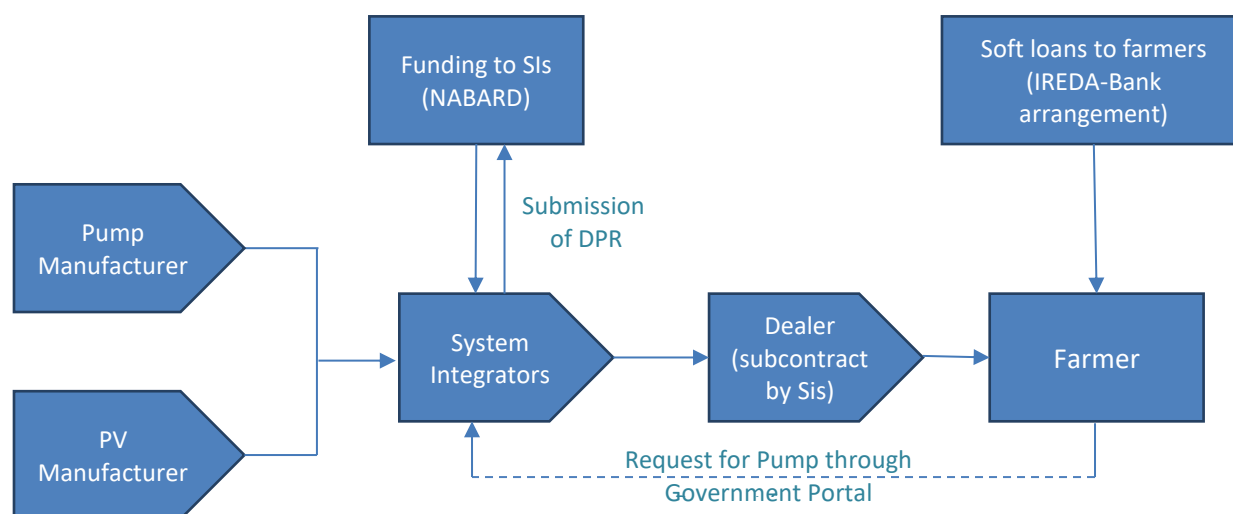 Funding to SIs
(NABARD)
Soft loans to farmers
(IREDA-Bank
arrangement)
Submission
of DPR
Pump
Manufacturer
System
Integrators
Dealer
(subcontract
by Sis)
Farmer
PV
Manufacturer
Request for Pump through
Government Portal